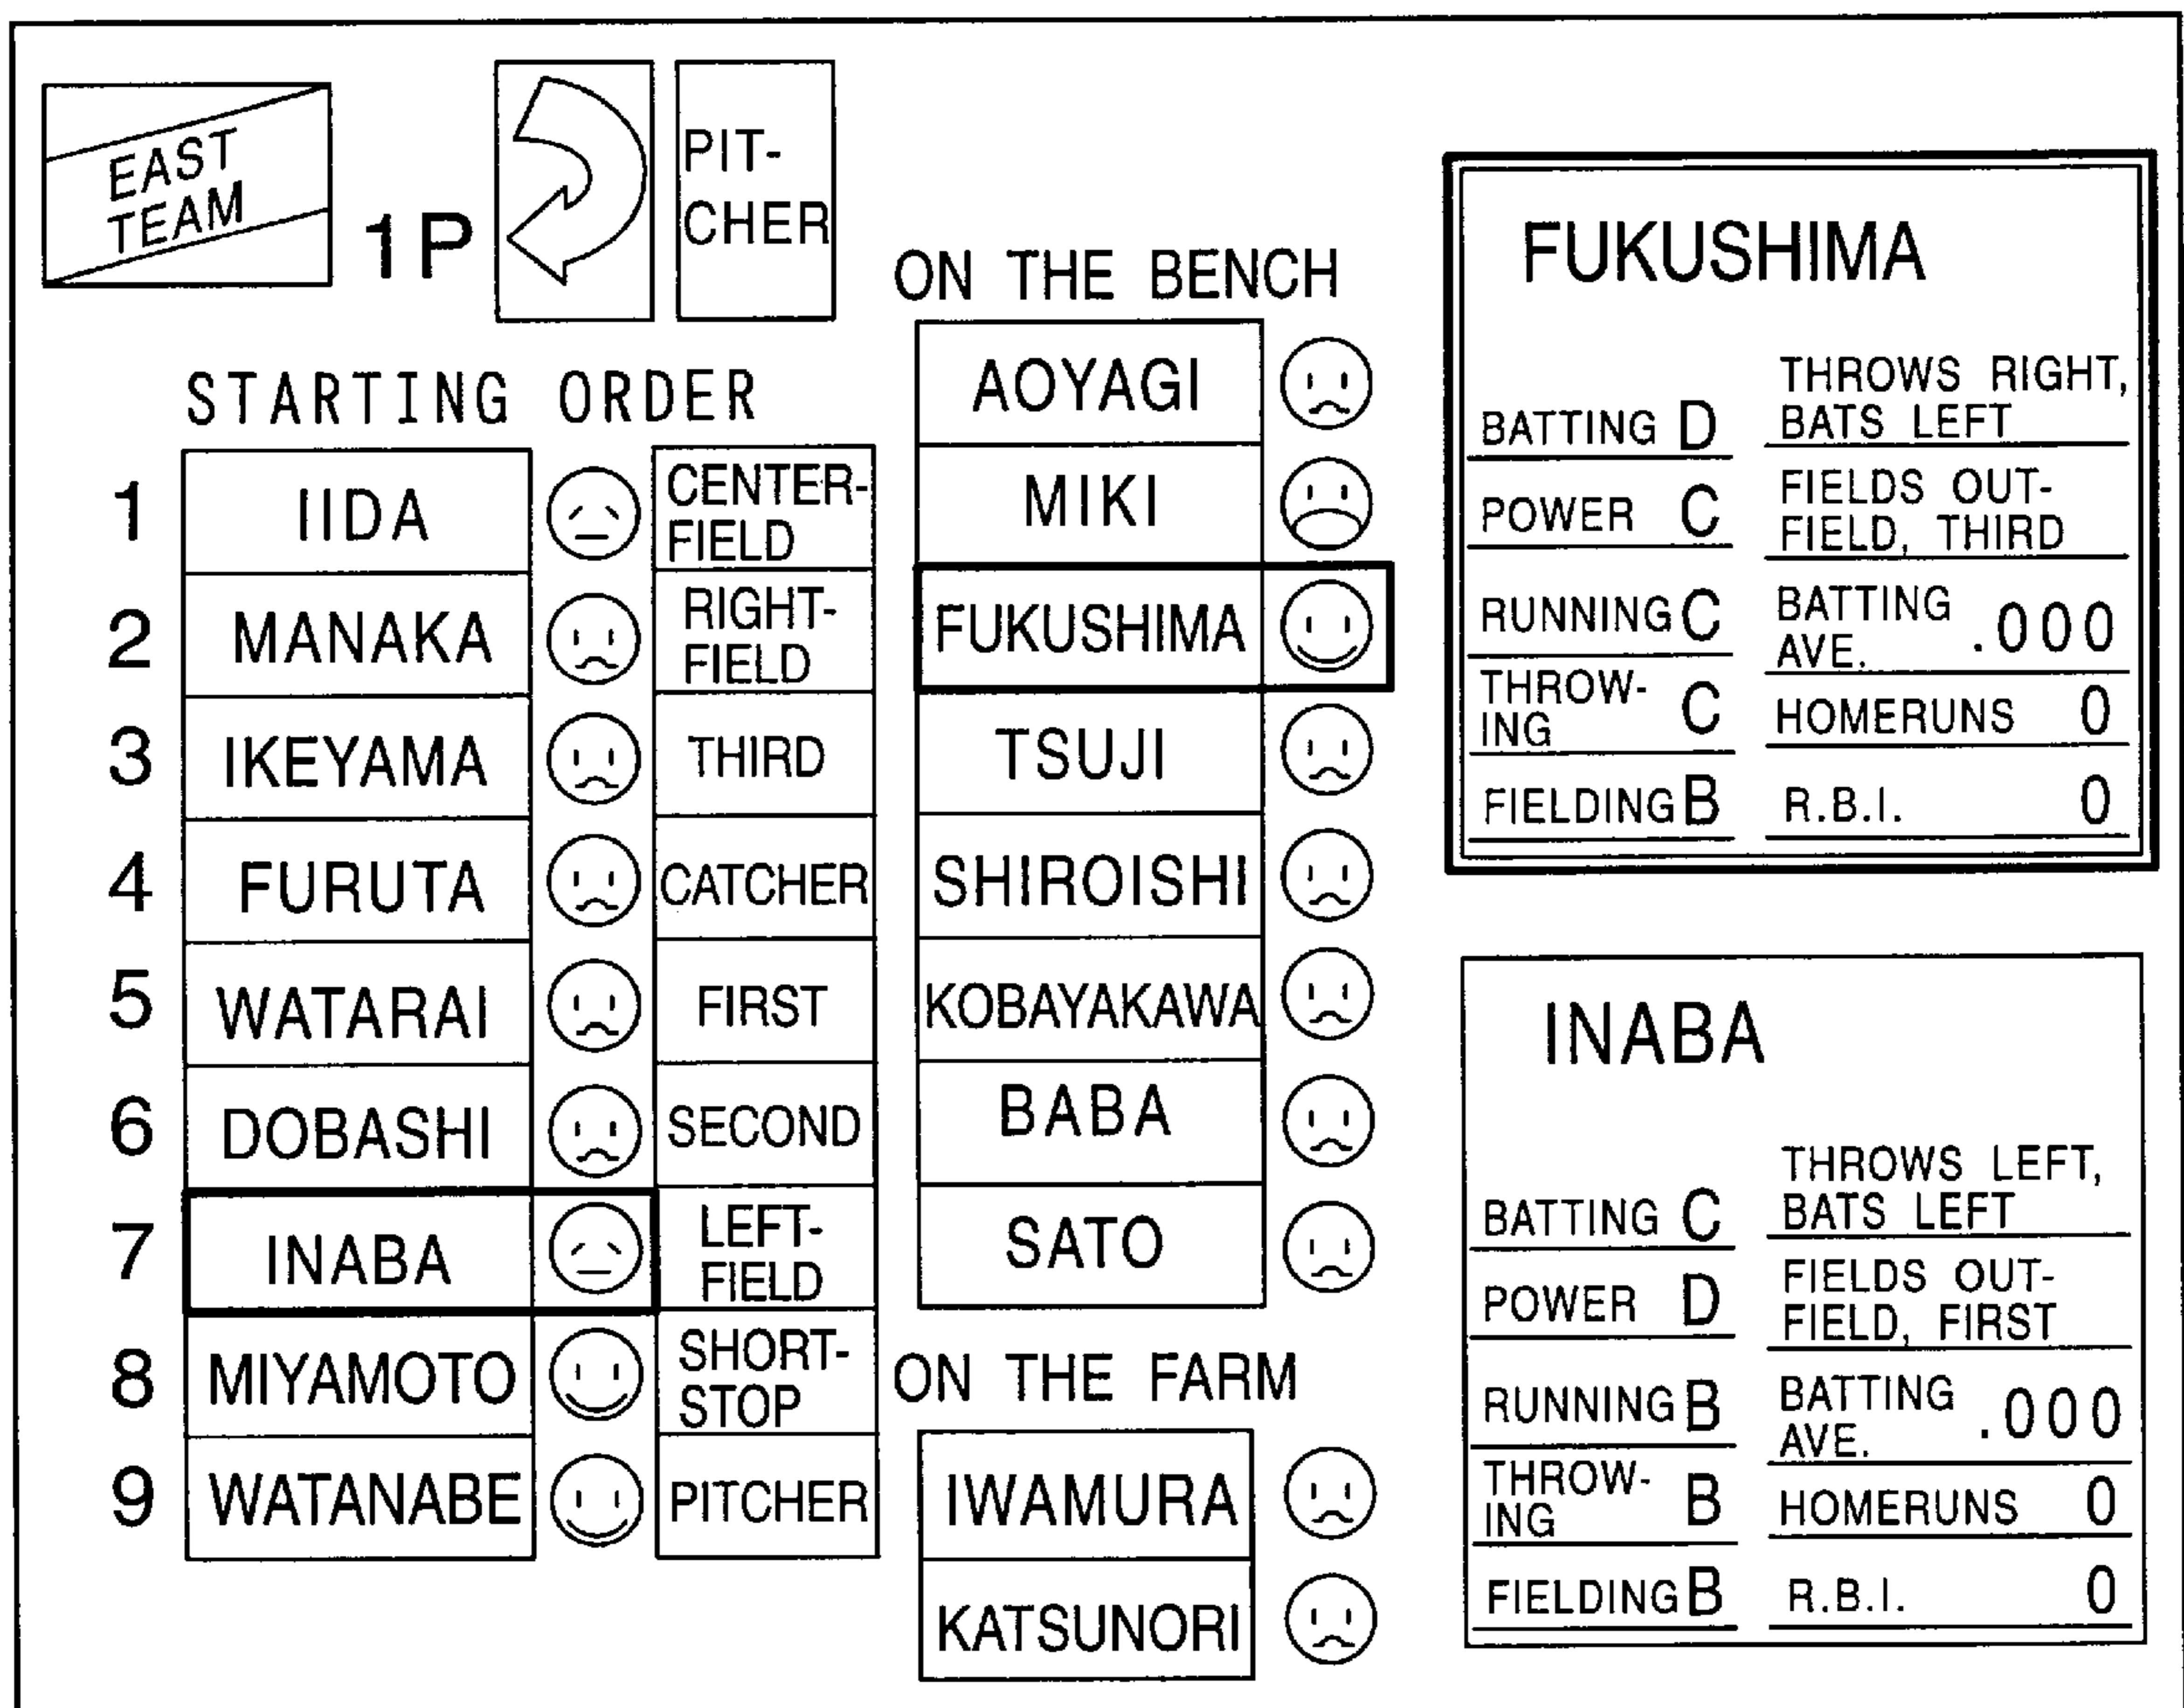 EAST
TEAM
1P
PIT-
CHER
STARTING ORDER
1 IIDA CENTER-
FIELD
2 MANAKA RIGHT-
FIELD
3 IKEYAMA THIRD
4 FURUTA CATCHER
5 WATARAI FIRST
6 DOBASHI SECOND
7 INABA LEFT-
FIELD
8 MIYAMOTO SHORT-
STOP
9 WATANABE PITCHER
ON THE BENCH
AOYAGI
MIKI
FUKUSHIMA
TSUJI
SHIROISHI
KOBAYAKAWA
BABA
SATO
ON THE FARM
IWAMURA
KATSUNORI
FUKUSHIMA
BATTING D
POWER C
RUNNING C
THROW-
ING C
FIELDING B
THROWS RIGHT,
BATS LEFT
FIELDS OUT-
FIELD, THIRD
BATTING
AVE. .000
HOMERUNS 0
R.B.I. 0
INABA
BATTING C
POWER D
RUNNING B
THROW-
ING B
FIELDING B
THROWS LEFT,
BATS LEFT
FIELDS OUT-
FIELD, FIRST
BATTING
AVE. .000
HOMERUNS 0
R.B.I. 0